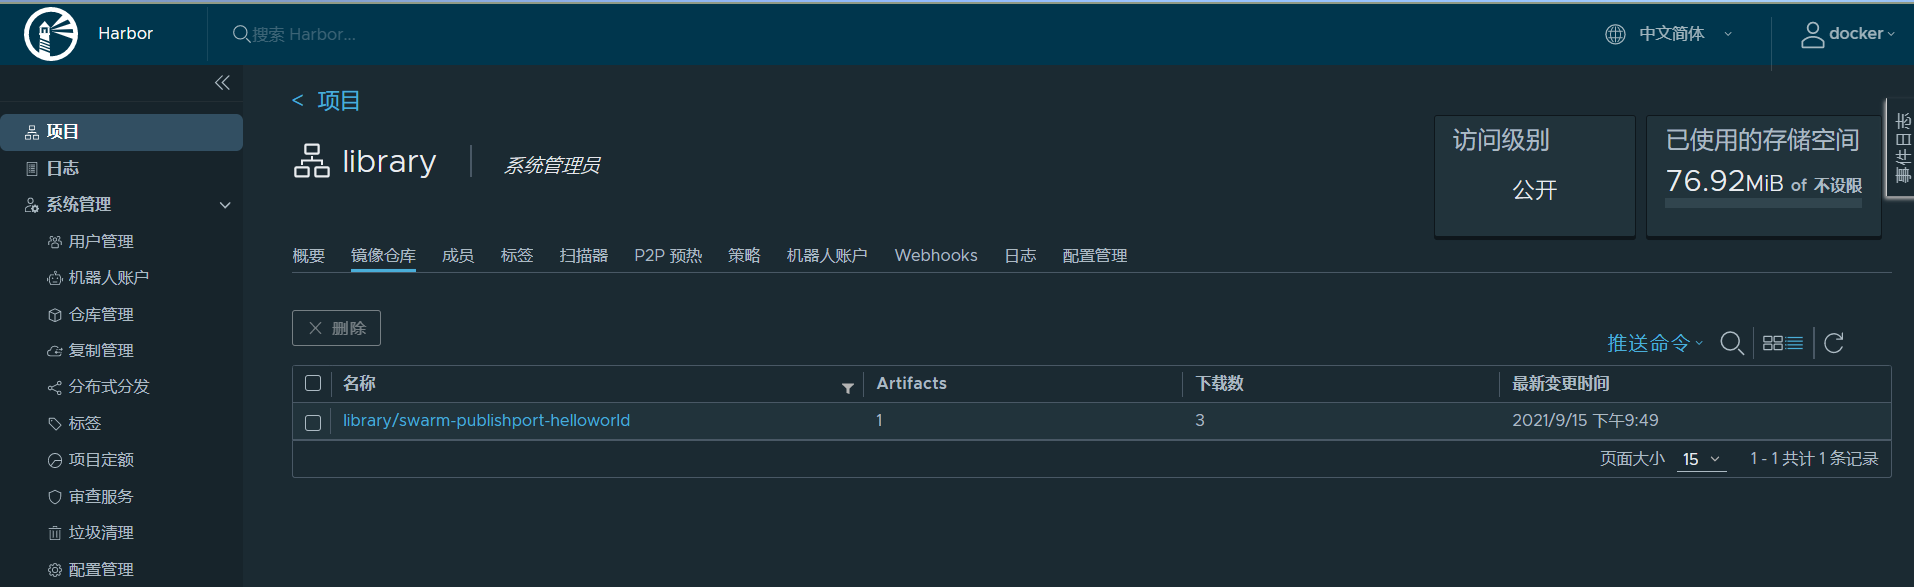 Harbor
搜索 Harbor...
中文简体
docker
项目
日志
系统管理
用户管理
机器人账户
仓库管理
复制管理
分布式分发
标签
项目定额
审查服务
垃圾清理
配置管理
< 项目
library
系统管理员
访问级别
公开
已使用的存储空间
76.92MiB of 不设限
事件日志
概要 镜像仓库 成员 标签 扫描器 P2P 预热 策略 机器人账户 Webhooks 日志 配置管理
删除
推送命令
名称 Artifacts 下载数 最新变更时间
library/swarm-publishport-helloworld 1 3 2021/9/15 下午9:49
页面大小 15 1 - 1 共计 1 条记录